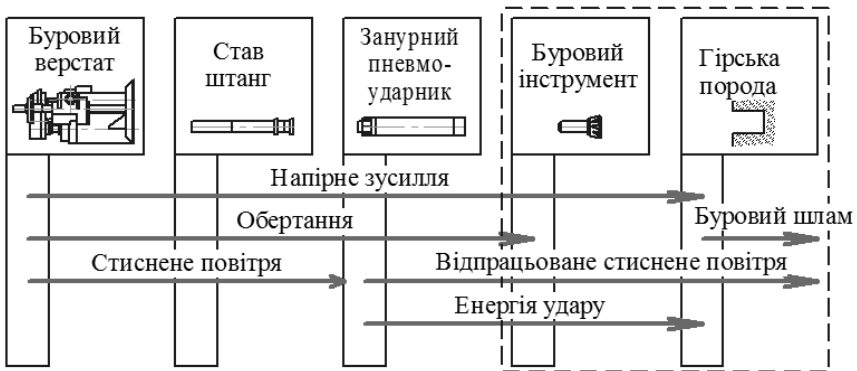 Буровий
верстат
Став
штанг
Занурний
пневмо-
ударник
Буровий
інструмент
Гірська
порода
Напірне зусилля
Обертання
Буровий шлам
Стиснене повітря
Відпрацьоване стиснене повітря
Енергія удару